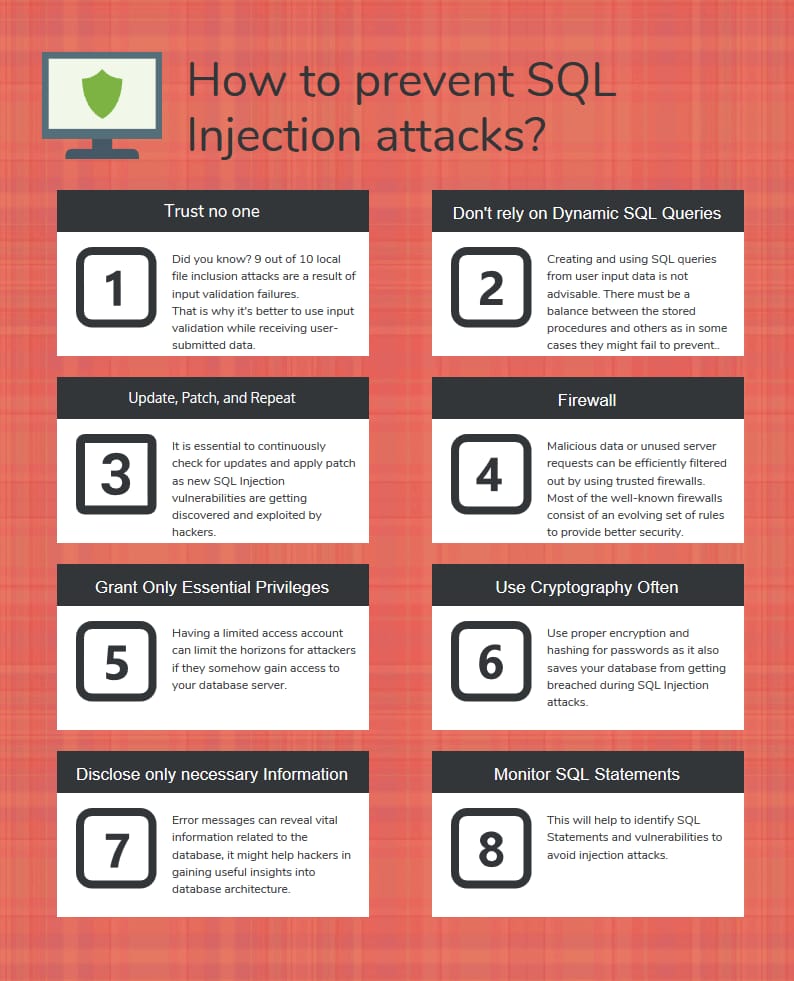 How to prevent SQL
Injection attacks?
Trust no one
1
Did you know? 9 out of 10 local
file inclusion attacks are a result of
input validation failures.
That is why it's better to use input
validation while receiving user-
submitted data.
Don't rely on Dynamic SQL Queries
2
Creating and using SQL queries
from user input data is not
advisable. There must be a
balance between the stored
procedures and others as in some
cases they might fail to prevent..
Update, Patch, and Repeat
3
It is essential to continuously
check for updates and apply patch
as new SQL Injection
vulnerabilities are getting
discovered and exploited by
hackers.
Firewall
4
Malicious data or unused server
requests can be efficiently filtered
out by using trusted firewalls.
Most of the well-known firewalls
consist of an evolving set of rules
to provide better security.
Grant Only Essential Privileges
5
Having a limited access account
can limit the horizons for attackers
if they somehow gain access to
your database server.
Use Cryptography Often
6
Use proper encryption and
hashing for passwords as it also
saves your database from getting
breached during SQL Injection
attacks.
Disclose only necessary Information
7
Error messages can reveal vital
information related to the
database, it might help hackers in
gaining useful insights into
database architecture.
Monitor SQL Statements
8
This will help to identify SQL
Statements and vulnerabilities to
avoid injection attacks.